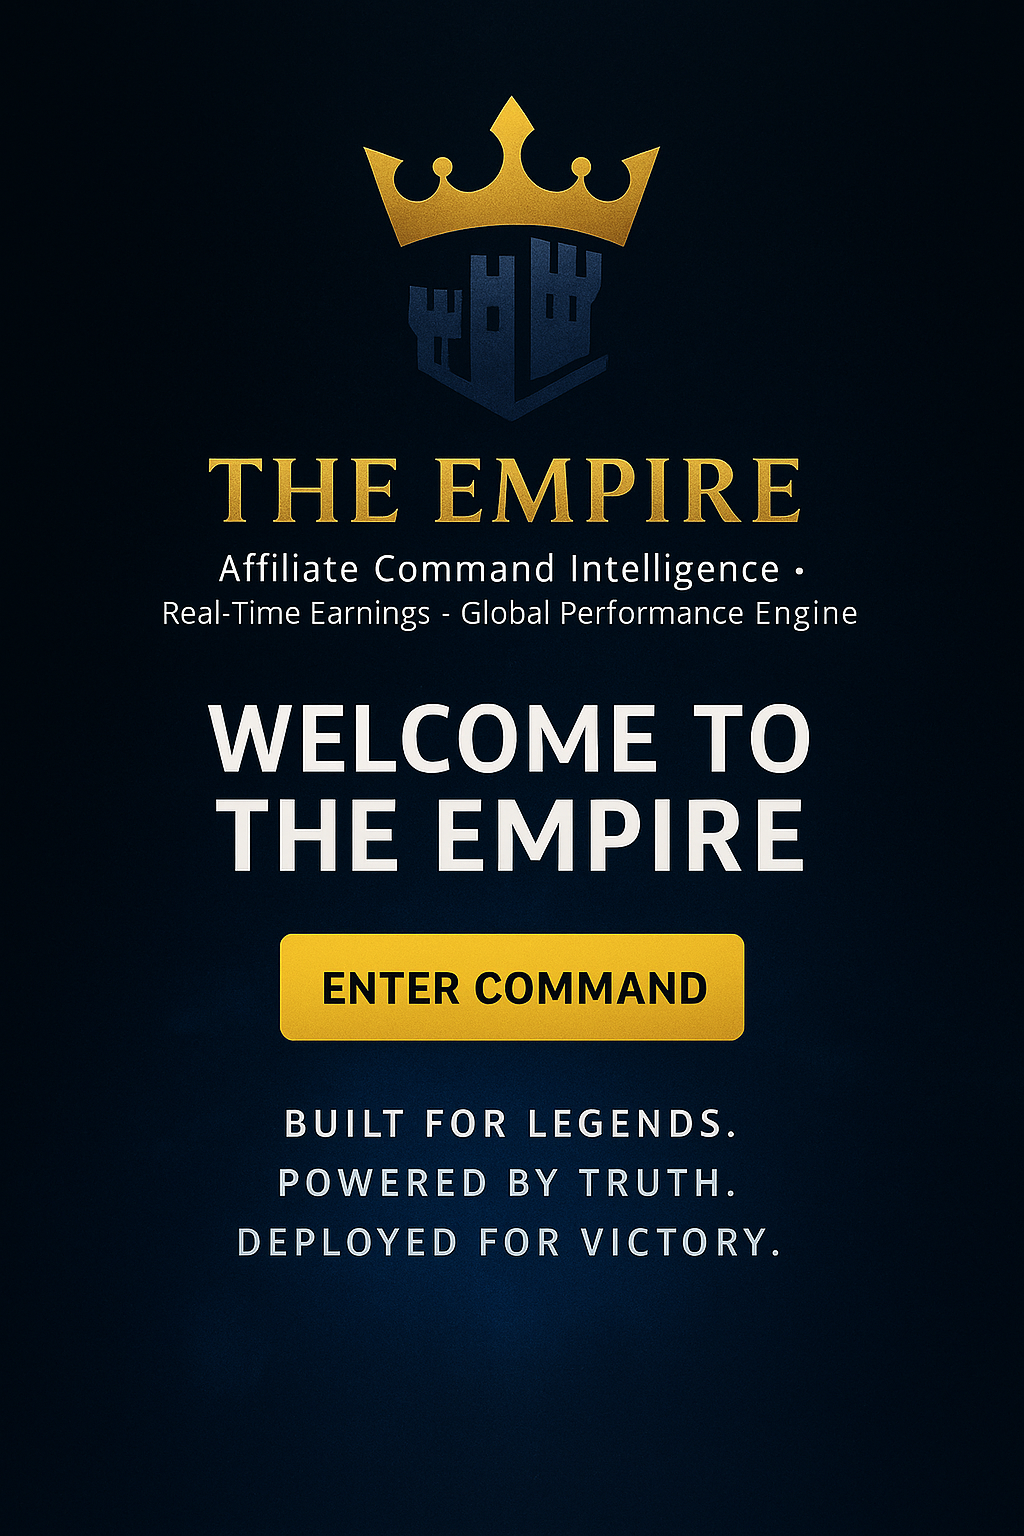 THE EMPIRE
Affiliate Command Intelligence •
Real-Time Earnings - Global Performance Engine
WELCOME TO
THE EMPIRE
ENTER COMMAND
BUILT FOR LEGENDS.
POWERED BY TRUTH.
DEPLOYED FOR VICTORY.